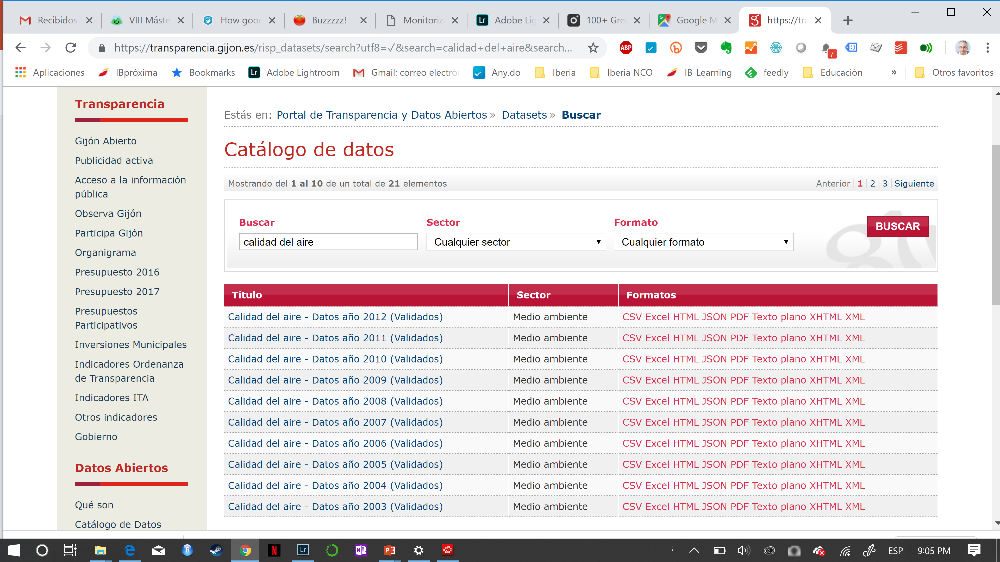 Recibidos
VIII Máste
How good
Buzzzzz!
Monitoriza
Adobe Lig
100+ Grea
Google M
https://tra
https://transparencia.gijon.es/risp_datasets/search?utf8=✓&search=calidad+del+aire&search...
ABP
7
Aplicaciones
IBpróxima
Bookmarks
Lr
Adobe Lightroom
Gmail: correo electrón
Any.do
Iberia
Iberia NCO
IB-Learning
feedly
Educación
»
Otros favoritos
Transparencia
Gijón Abierto
Publicidad activa
Acceso a la información
pública
Observa Gijón
Participa Gijón
Organigrama
Presupuesto 2016
Presupuesto 2017
Presupuestos
Participativos
Inversiones Municipales
Indicadores Ordenanza
de Transparencia
Indicadores ITA
Otros indicadores
Gobierno
Datos Abiertos
Qué son
Catálogo de Datos
Estás en: Portal de Transparencia y Datos Abiertos » Datasets » Buscar
Catálogo de datos
Mostrando del 1 al 10 de un total de 21 elementos
Anterior 1 2 3 Siguiente
Buscar Sector Formato
BUSCAR
calidad del aire Cualquier sector Cualquier formato
Título Sector Formatos
Calidad del aire - Datos año 2012 (Validados) Medio ambiente CSV Excel HTML JSON PDF Texto plano XHTML XML
Calidad del aire - Datos año 2011 (Validados) Medio ambiente CSV Excel HTML JSON PDF Texto plano XHTML XML
Calidad del aire - Datos año 2010 (Validados) Medio ambiente CSV Excel HTML JSON PDF Texto plano XHTML XML
Calidad del aire - Datos año 2009 (Validados) Medio ambiente CSV Excel HTML JSON PDF Texto plano XHTML XML
Calidad del aire - Datos año 2008 (Validados) Medio ambiente CSV Excel HTML JSON PDF Texto plano XHTML XML
Calidad del aire - Datos año 2007 (Validados) Medio ambiente CSV Excel HTML JSON PDF Texto plano XHTML XML
Calidad del aire - Datos año 2006 (Validados) Medio ambiente CSV Excel HTML JSON PDF Texto plano XHTML XML
Calidad del aire - Datos año 2005 (Validados) Medio ambiente CSV Excel HTML JSON PDF Texto plano XHTML XML
Calidad del aire - Datos año 2004 (Validados) Medio ambiente CSV Excel HTML JSON PDF Texto plano XHTML XML
Calidad del aire - Datos año 2003 (Validados) Medio ambiente CSV Excel HTML JSON PDF Texto plano XHTML XML
ESP 9:05 PM